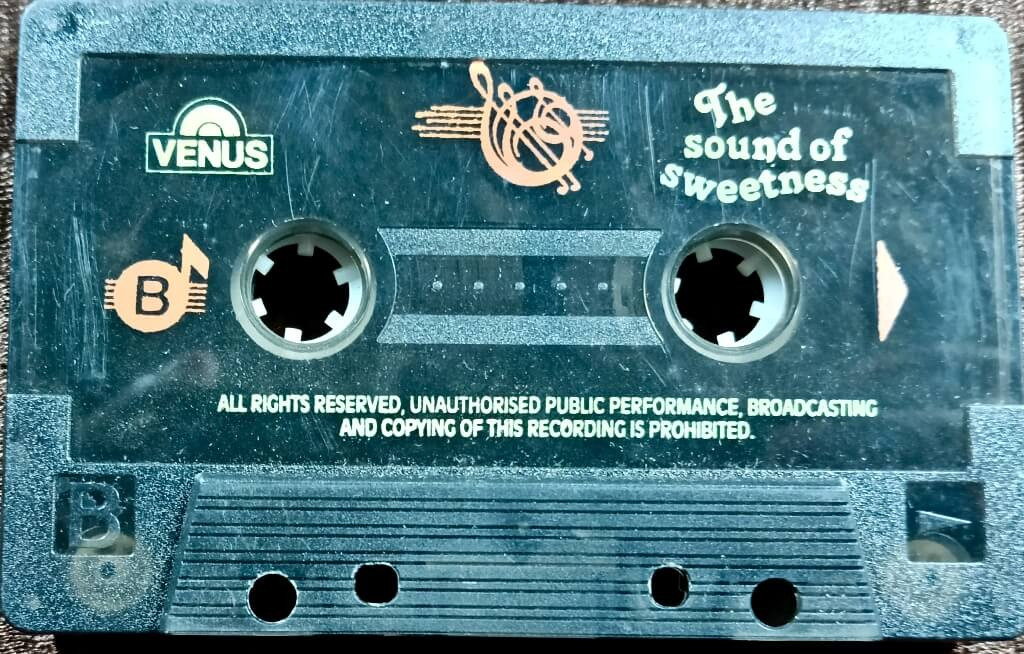 VENUS
The
sound of
sweetness
B
ALL RIGHTS RESERVED, UNAUTHORISED PUBLIC PERFORMANCE, BROADCASTING
AND COPYING OF THIS RECORDING IS PROHIBITED.
B